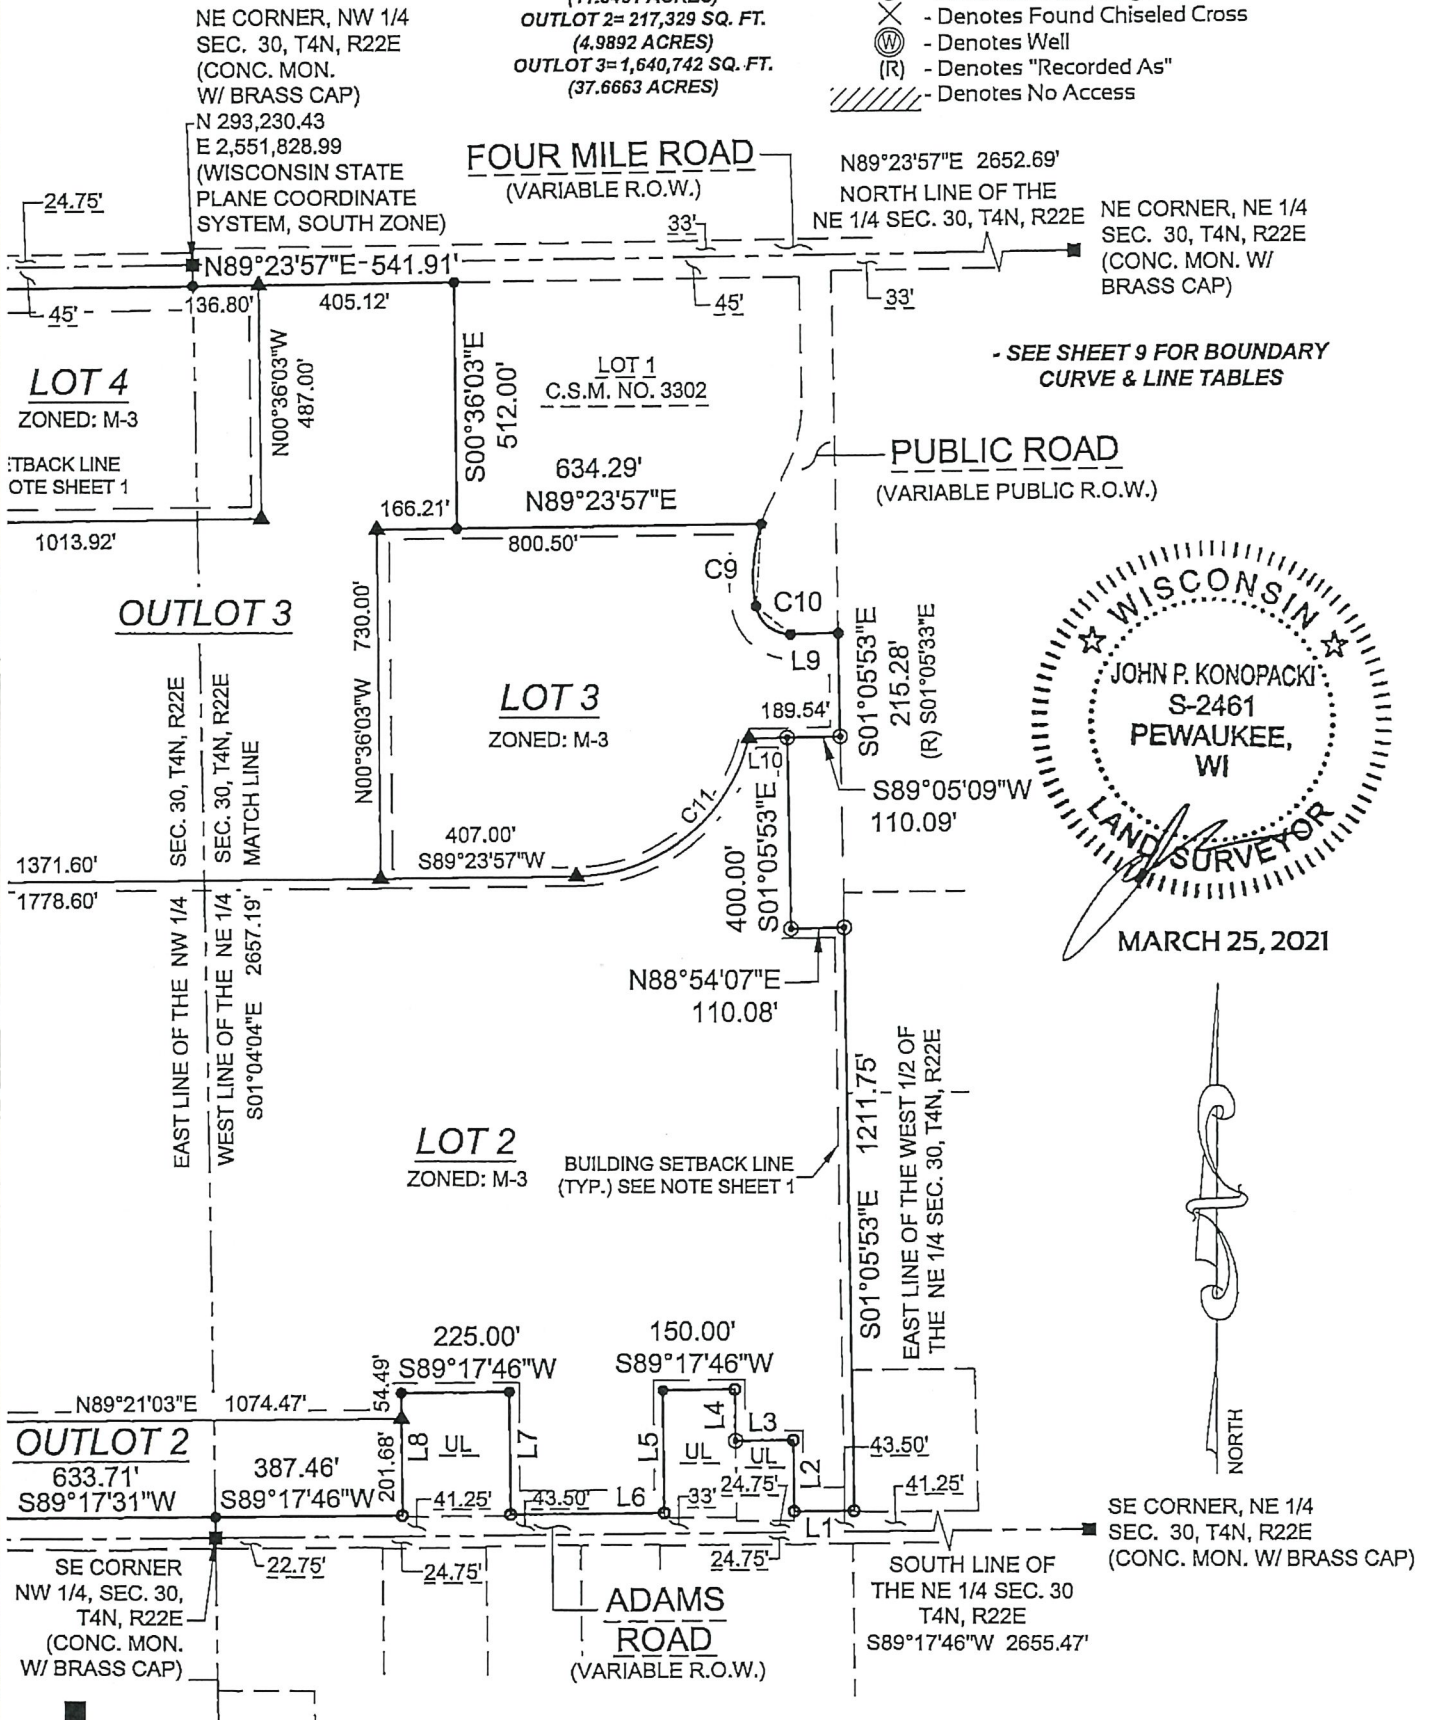 NE CORNER, NW 1/4
SEC. 30, T4N, R22E
(CONC. MON.
W/ BRASS CAP)
N 293,230.43
E 2,551,828.99
(WISCONSIN STATE
PLANE COORDINATE
SYSTEM, SOUTH ZONE)
OUTLOT 2= 217,329 SQ. FT.
(4.9892 ACRES)
OUTLOT 3=1,640,742 SQ. FT.
(37.6663 ACRES)
- Denotes Found Chiseled Cross
W - Denotes Well
(R) - Denotes "Recorded As"
- Denotes No Access
FOUR MILE ROAD
(VARIABLE R.O.W.)
N89°23'57"E 2652.69'
NORTH LINE OF THE
NE 1/4 SEC. 30, T4N, R22E
NE CORNER, NE 1/4
SEC. 30, T4N, R22E
(CONC. MON. W/
BRASS CAP)
24.75'
33'
N89°23'57"E-541.91'
45'
136.80'
405.12'
45'
33'
- SEE SHEET 9 FOR BOUNDARY
CURVE & LINE TABLES
LOT 4
ZONED: M-3
N00°36'03"W
487.00'
S00°36'03"E
512.00'
LOT 1
C.S.M. NO. 3302
PUBLIC ROAD
(VARIABLE PUBLIC R.O.W.)
TBACK LINE
OTE SHEET 1
634.29'
N89°23'57"E
166.21'
800.50'
1013.92'
C9
C10
L9
OUTLOT 3
730.00'
N00°36'03"W
LOT 3
ZONED: M-3
S01°05'53"E
215.28'
(R) S01°05'33"E
189.54'
L10
S89°05'09"W
110.09'
C11
407.00'
S89°23'57"W
400.00'
S01°05'53"E
1371.60'
1778.60'
EAST LINE OF THE NW 1/4 SEC. 30, T4N, R22E
WEST LINE OF THE NE 1/4 SEC. 30, T4N, R22E
S01°04'04"E 2657.19'
MATCH LINE
WISCONSIN
JOHN P. KONOPACKI
S-2461
PEWAUKEE,
WI
LAND SURVEYOR
MARCH 25, 2021
N88°54'07"E
110.08'
LOT 2
ZONED: M-3
BUILDING SETBACK LINE
(TYP.) SEE NOTE SHEET 1
S01°05'53"E 1211.75'
EAST LINE OF THE WEST 1/2 OF
THE NE 1/4 SEC. 30, T4N, R22E
NORTH
225.00'
S89°17'46"W
150.00'
S89°17'46"W
54.49'
N89°21'03"E 1074.47'
OUTLOT 2
633.71'
S89°17'31"W
387.46'
S89°17'46"W
201.68'
L8
UL
L7
L5
L4
L3
UL
UL
L2
43.50'
41.25'
43.50'
L6
33'
24.75'
L1
41.25'
22.75'
24.75'
24.75'
SE CORNER
NW 1/4, SEC. 30,
T4N, R22E
(CONC. MON.
W/ BRASS CAP)
ADAMS
ROAD
(VARIABLE R.O.W.)
SOUTH LINE OF
THE NE 1/4 SEC. 30
T4N, R22E
S89°17'46"W 2655.47'
SE CORNER, NE 1/4
SEC. 30, T4N, R22E
(CONC. MON. W/ BRASS CAP)